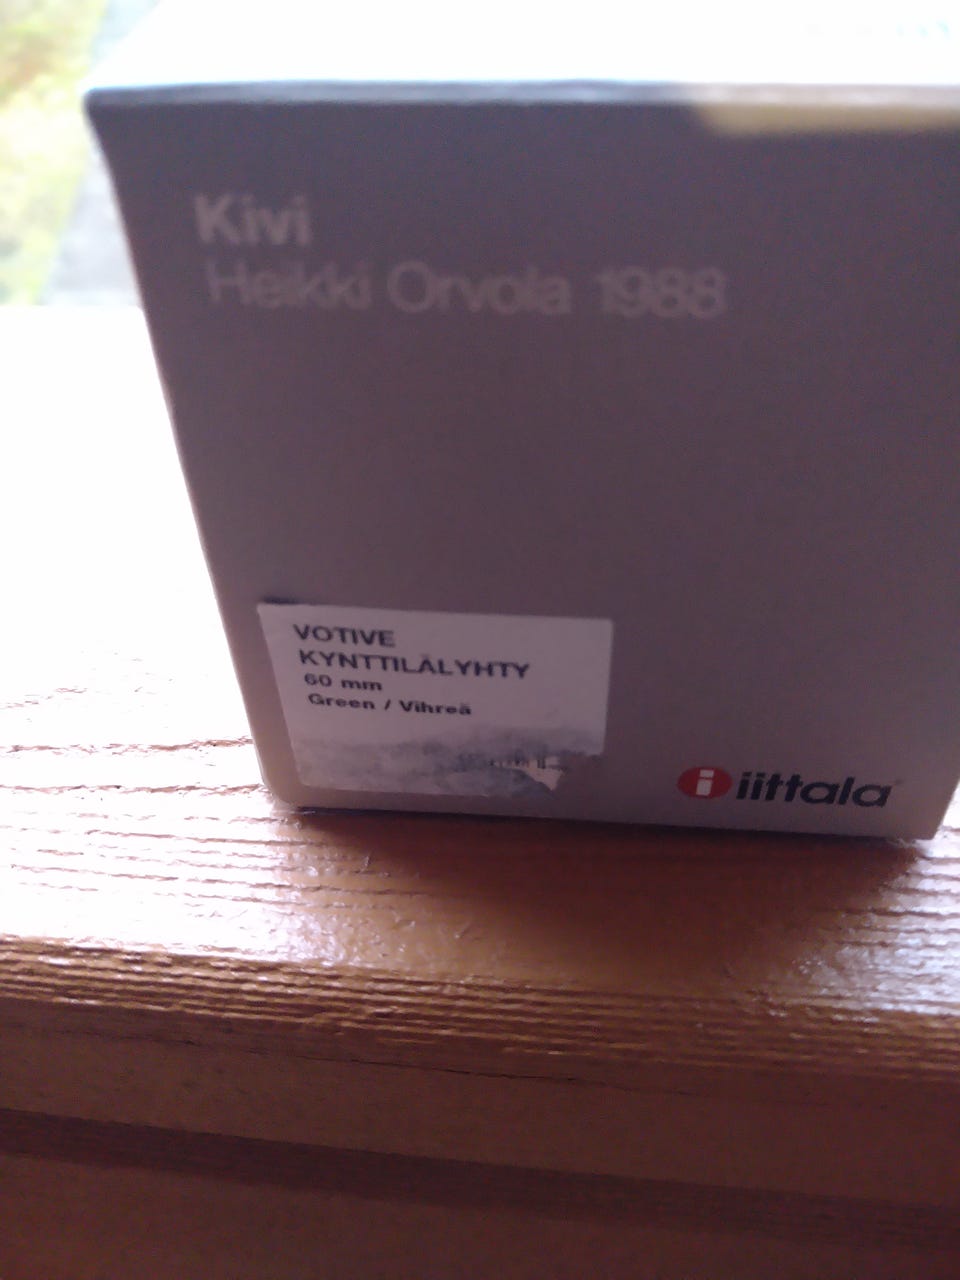 Kivi
Heikki Orvola 1988
VOTIVE
KYNTTILÄLYHTY
60 mm
Green / Vihreä
i iittala